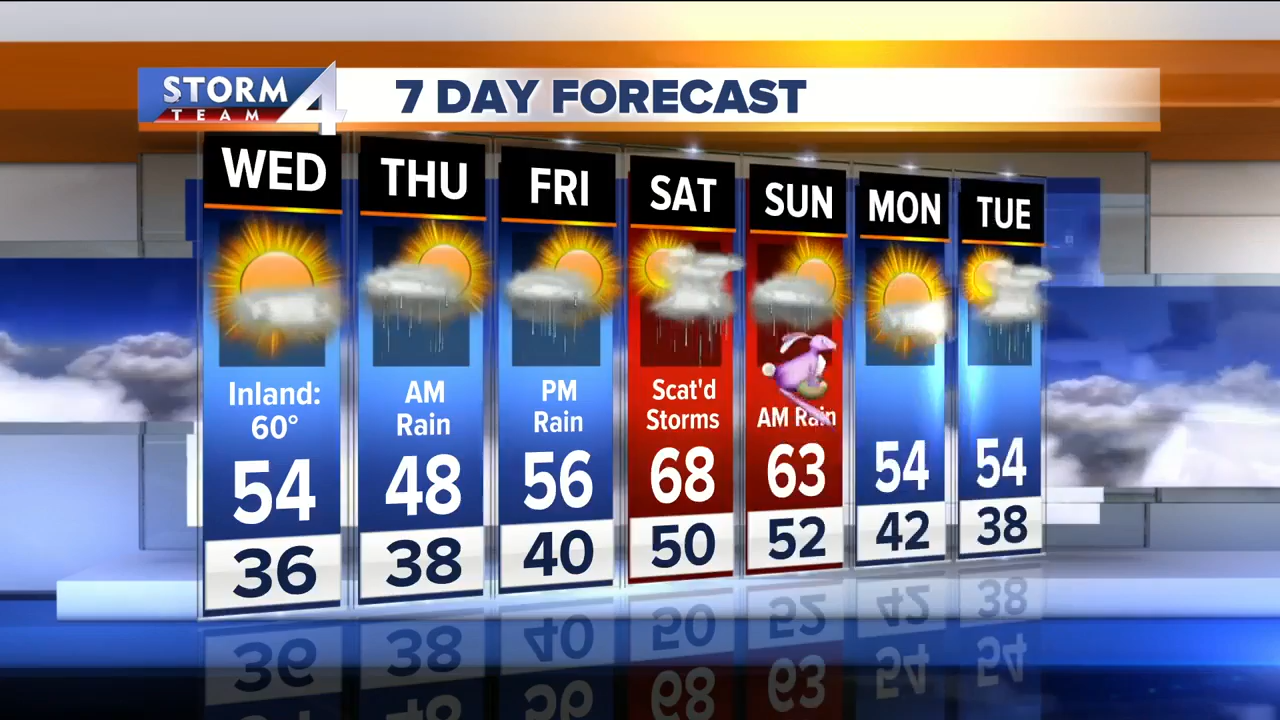 STORM
TEAM 4
7 DAY FORECAST
WED
Inland:
60°
54
36
THU
AM
Rain
48
38
FRI
PM
Rain
56
40
SAT
Scat'd
Storms
68
50
SUN
AM Rain
63
52
MON
54
42
TUE
54
38